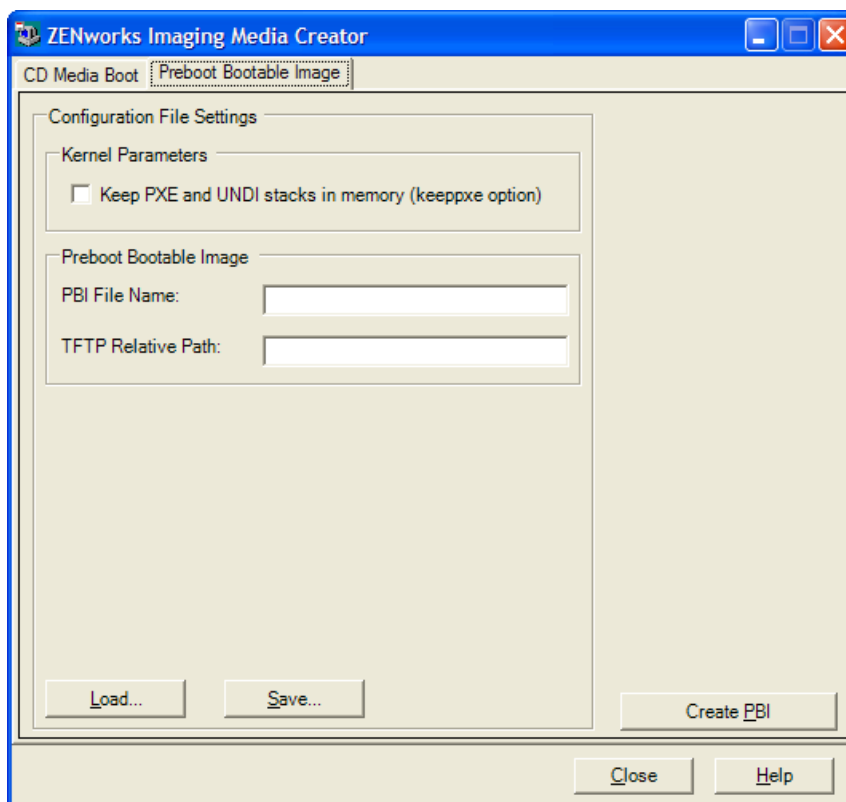 ZENworks Imaging Media Creator
CD Media Boot Preboot Bootable Image
Configuration File Settings
Kernel Parameters
Keep PXE and UNDI stacks in memory (keeppxe option)
Preboot Bootable Image
PBI File Name:
TFTP Relative Path:
Load... Save...
Create PBI
Close Help